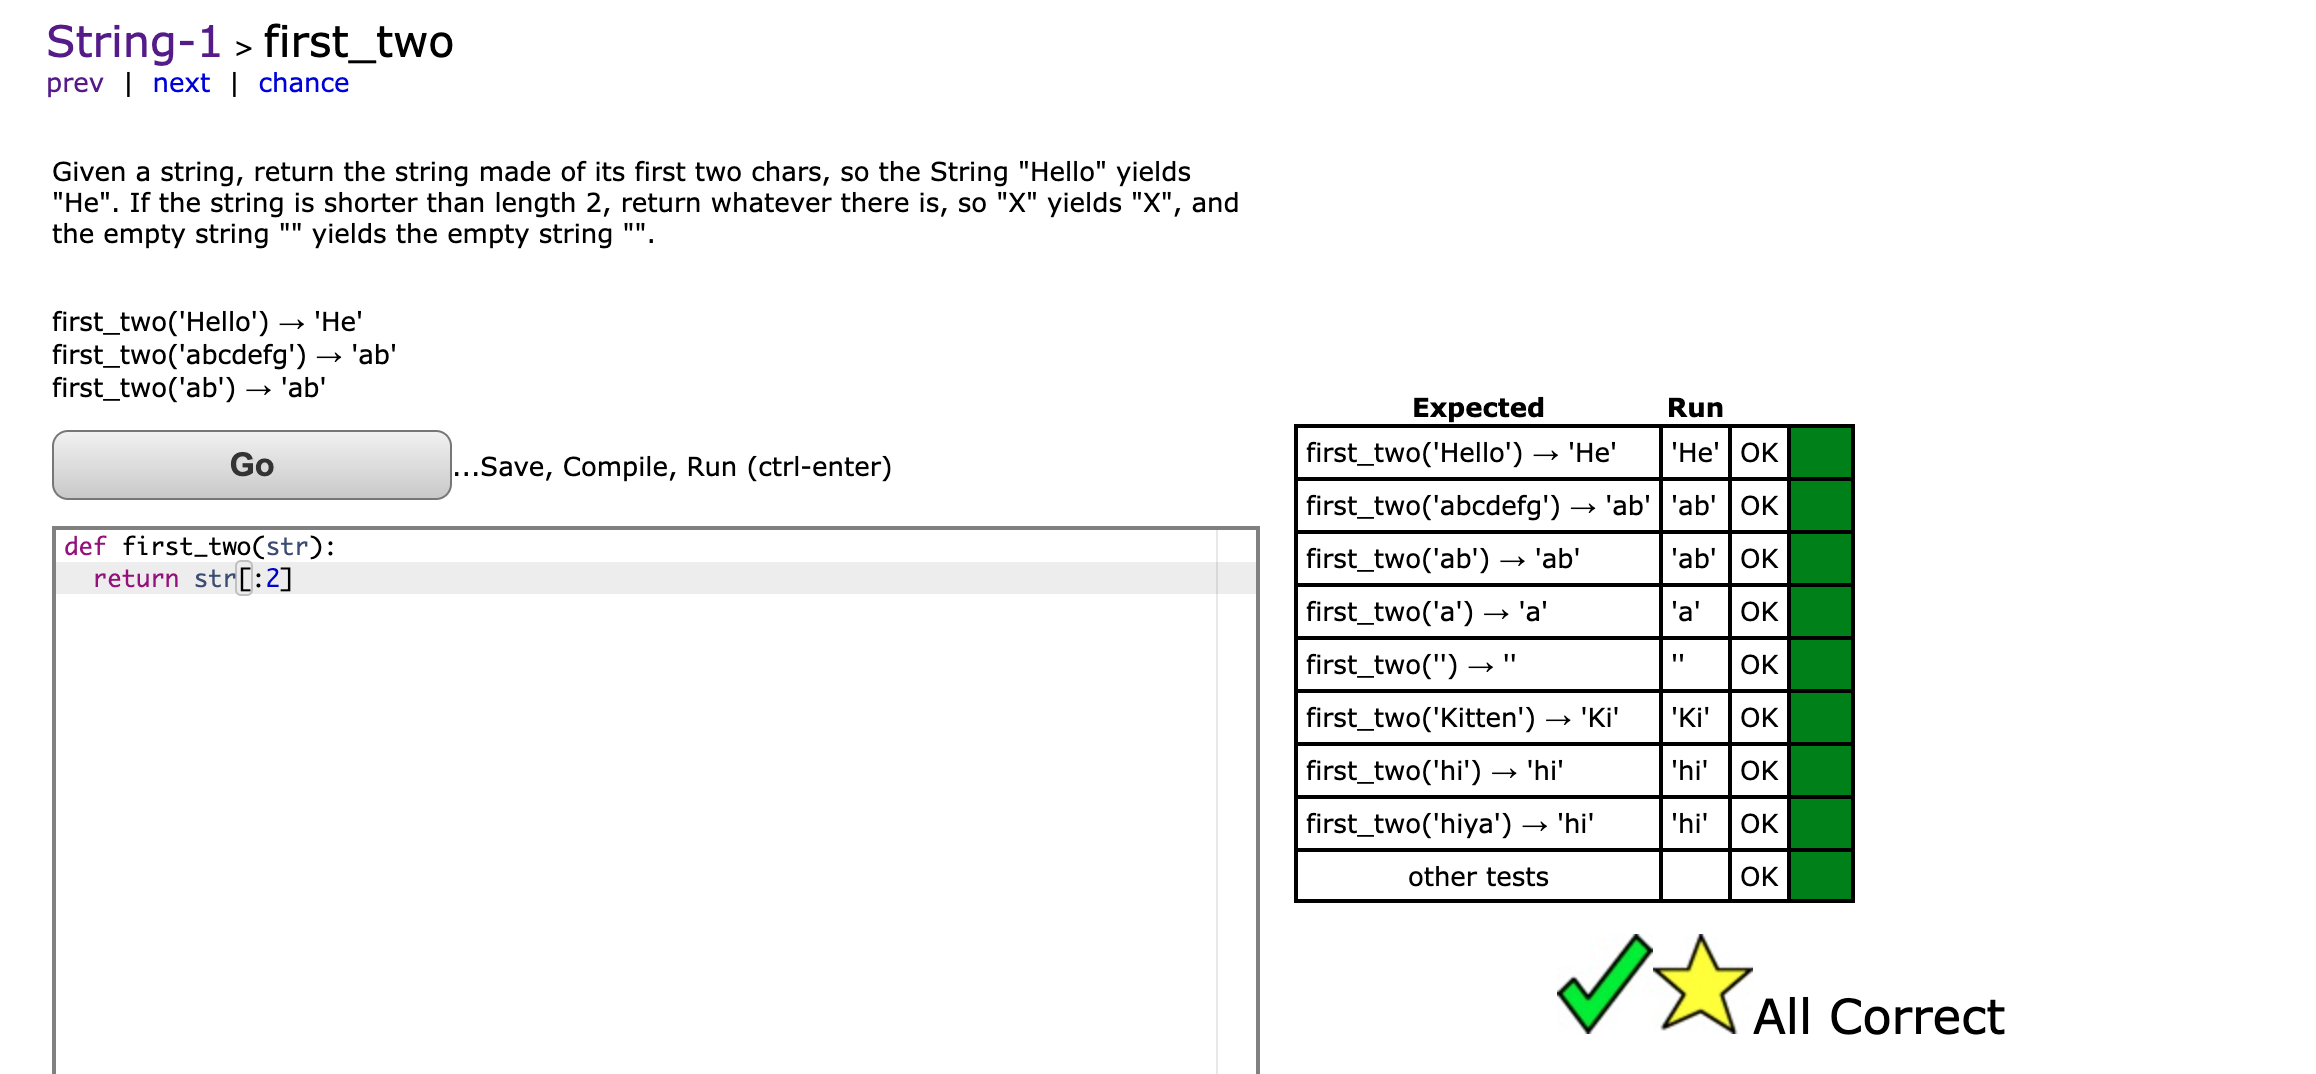 String-1 > first_two
prev | next | chance
Given a string, return the string made of its first two chars, so the String "Hello" yields
"He". If the string is shorter than length 2, return whatever there is, so "X" yields "X", and
the empty string "" yields the empty string "".
first_two('Hello') → 'He'
first_two('abcdefg') → 'ab'
first_two('ab') → 'ab'
Go ...Save, Compile, Run (ctrl-enter)
def first_two(str):
  return str[:2]
Expected Run
first_two('Hello') → 'He' 'He' OK
first_two('abcdefg') → 'ab' 'ab' OK
first_two('ab') → 'ab' 'ab' OK
first_two('a') → 'a' 'a' OK
first_two('') → '' '' OK
first_two('Kitten') → 'Ki' 'Ki' OK
first_two('hi') → 'hi' 'hi' OK
first_two('hiya') → 'hi' 'hi' OK
other tests OK
All Correct